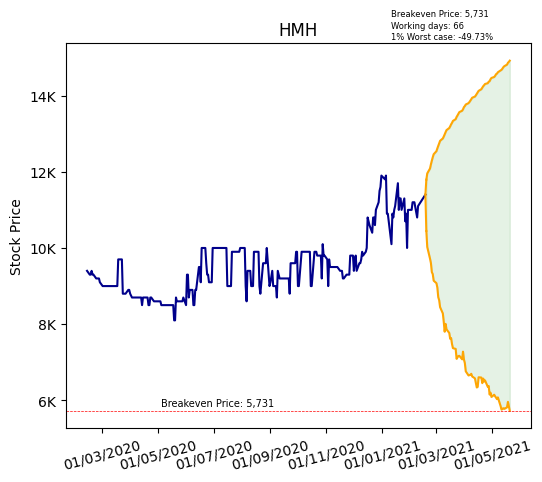 Breakeven Price: 5,731
Working days: 66
1% Worst case: -49.73%
HMH
Stock Price
14K
12K
10K
8K
6K
Breakeven Price: 5,731
01/03/2020 01/05/2020 01/07/2020 01/09/2020 01/11/2020 01/01/2021 01/03/2021 01/05/2021